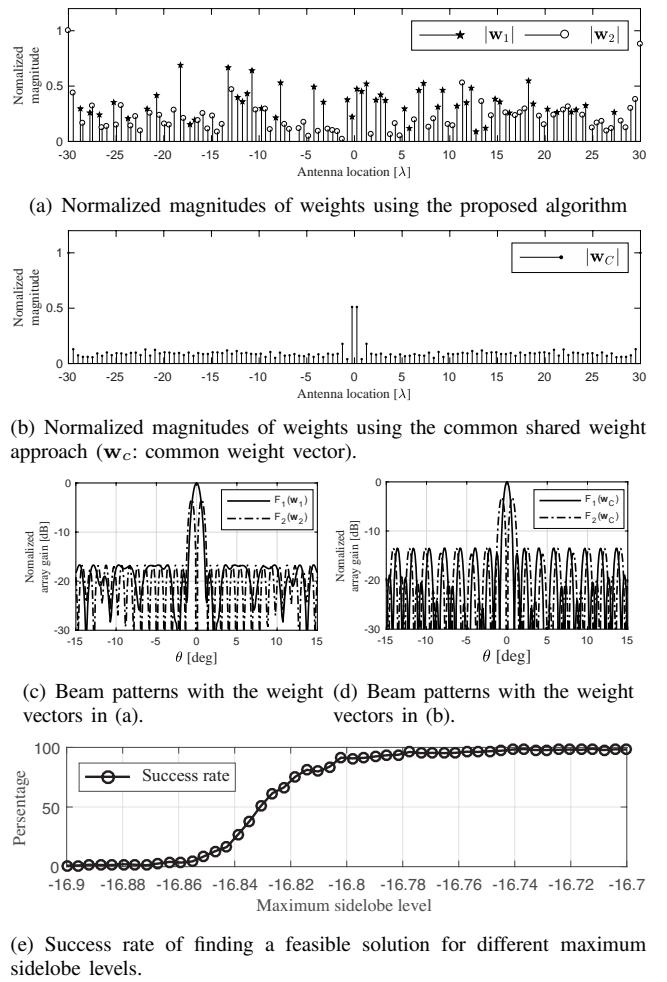 Normalized
magnitude
1
0.5
0
|w1|
|w2|
-30 -25 -20 -15 -10 -5 0 5 10 15 20 25 30
Antenna location [λ]
(a) Normalized magnitudes of weights using the proposed algorithm
Normalized
magnitude
1
0.5
0
|wC|
-30 -25 -20 -15 -10 -5 0 5 10 15 20 25 30
Antenna location [λ]
(b) Normalized magnitudes of weights using the common shared weight
approach (wc: common weight vector).
Nomalized
array gain [dB]
0
-10
-20
-30
F1(w1)
F2(w2)
-15 -10 -5 0 5 10 15
θ [deg]
Nomalized
array gain [dB]
0
-10
-20
-30
F1(wC)
F2(wC)
-15 -10 -5 0 5 10 15
θ [deg]
(c) Beam patterns with the weight
vectors in (a).
(d) Beam patterns with the weight
vectors in (b).
Persentage
100
50
0
Success rate
-16.9 -16.88 -16.86 -16.84 -16.82 -16.8 -16.78 -16.76 -16.74 -16.72 -16.7
Maximum sidelobe level
(e) Success rate of finding a feasible solution for different maximum
sidelobe levels.